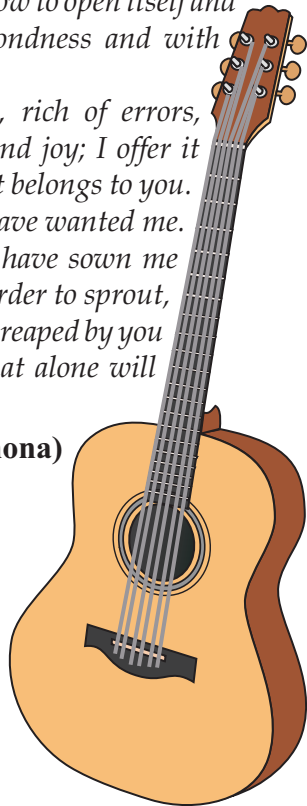 ow to open itself and
ondness and with
, rich of errors,
nd joy; I offer it
t belongs to you.
ave wanted me.
have sown me
rder to sprout,
reaped by you
at alone will
nona)